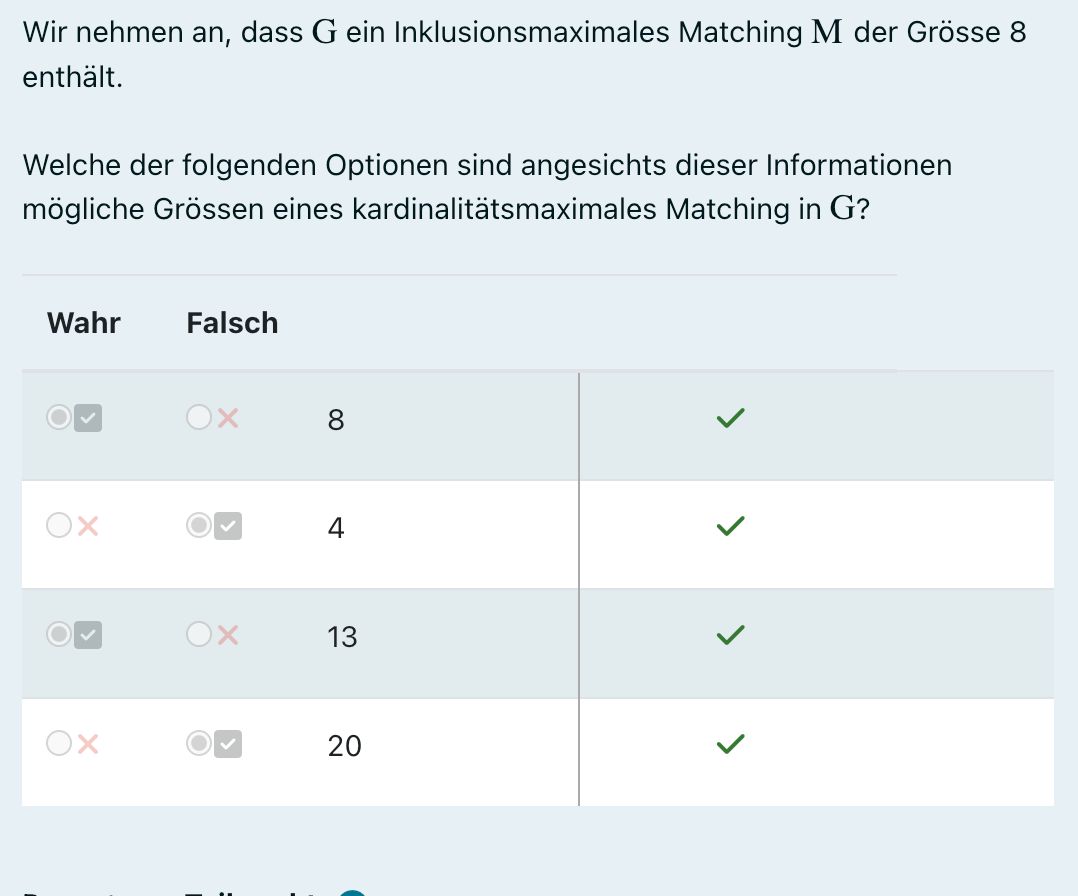 Wir nehmen an, dass G ein Inklusionsmaximales Matching M der Grösse 8
enthält.
Welche der folgenden Optionen sind angesichts dieser Informationen
mögliche Grössen eines kardinalitätsmaximales Matching in G?
Wahr Falsch
8
4
13
20